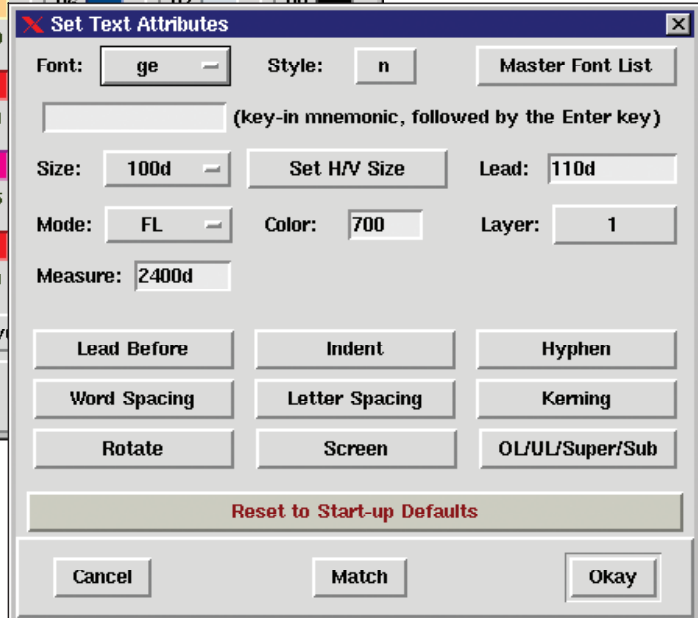 Set Text Attributes
Font: ge Style: n Master Font List
(key-in mnemonic, followed by the Enter key)
Size: 100d Set H/V Size Lead: 110d
Mode: FL Color: 700 Layer: 1
Measure: 2400d
Lead Before Indent Hyphen
Word Spacing Letter Spacing Kerning
Rotate Screen OL/UL/Super/Sub
Reset to Start-up Defaults
Cancel Match Okay